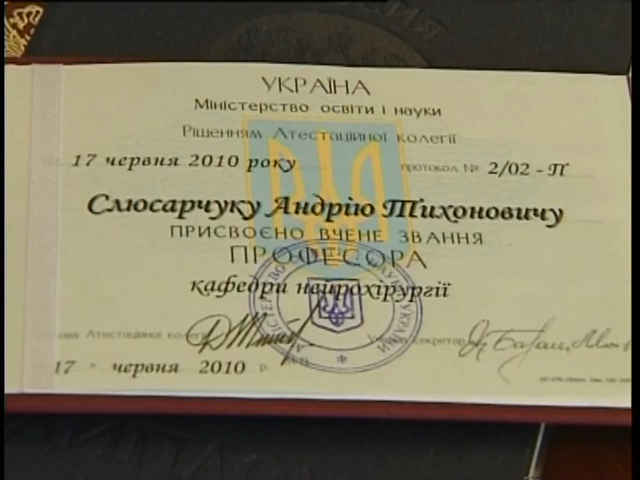 УКРАЇНА
Міністерство освіти і науки
Рішенням Атестаційної колегії
17 червня 2010 року протокол № 2/02 - П
Слюсарчуку Андрію Тихоновичу
ПРИСВОЄНО ВЧЕНЕ ЗВАННЯ
ПРОФЕСОРА
кафедри нейрохірургії
Атестаційної колегії секретар
17 червня 2010 р